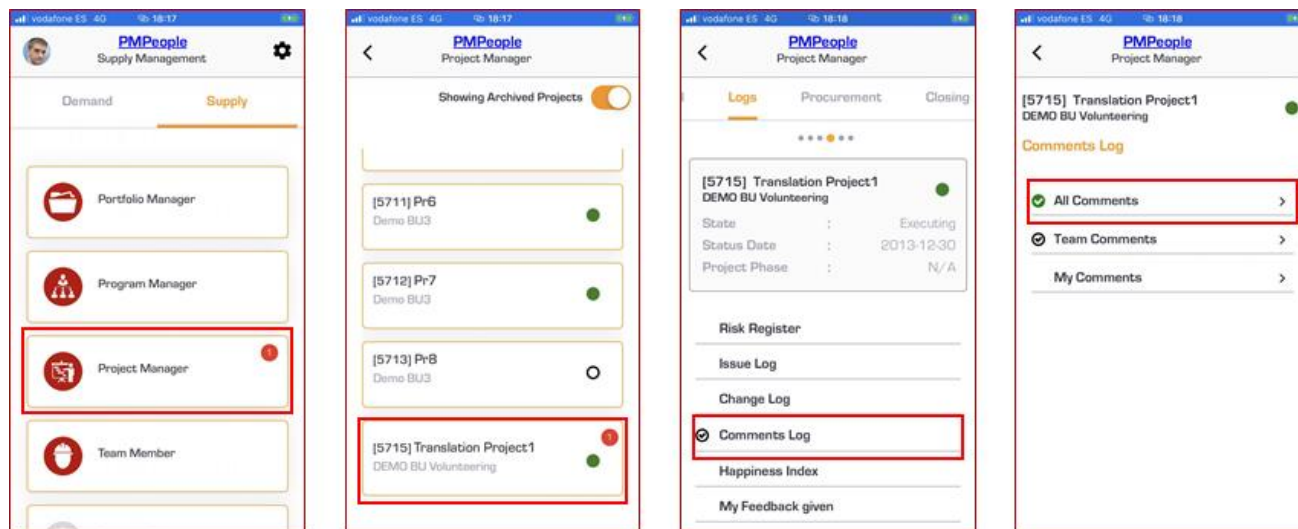 vodafone ES 4G 18:17
PMPeople
Supply Management
Demand Supply
Portfolio Manager
Program Manager
Project Manager
1
Team Member
vodafone ES 4G 18:17
PMPeople
Project Manager
Showing Archived Projects
[5711] Pr6
Demo BU3
[5712] Pr7
Demo BU3
[5713] Pr8
Demo BU3
1
[5715] Translation Project1
DEMO BU Volunteering
vodafone ES 4G 18:18
PMPeople
Project Manager
Logs Procurement Closing
[5715] Translation Project1
DEMO BU Volunteering
State : Executing
Status Date : 2013-12-30
Project Phase : N/A
Risk Register
Issue Log
Change Log
Comments Log
Happiness Index
My Feedback given
vodafone ES 4G 18:18
PMPeople
Project Manager
[5715] Translation Project1
DEMO BU Volunteering
Comments Log
All Comments
Team Comments
My Comments